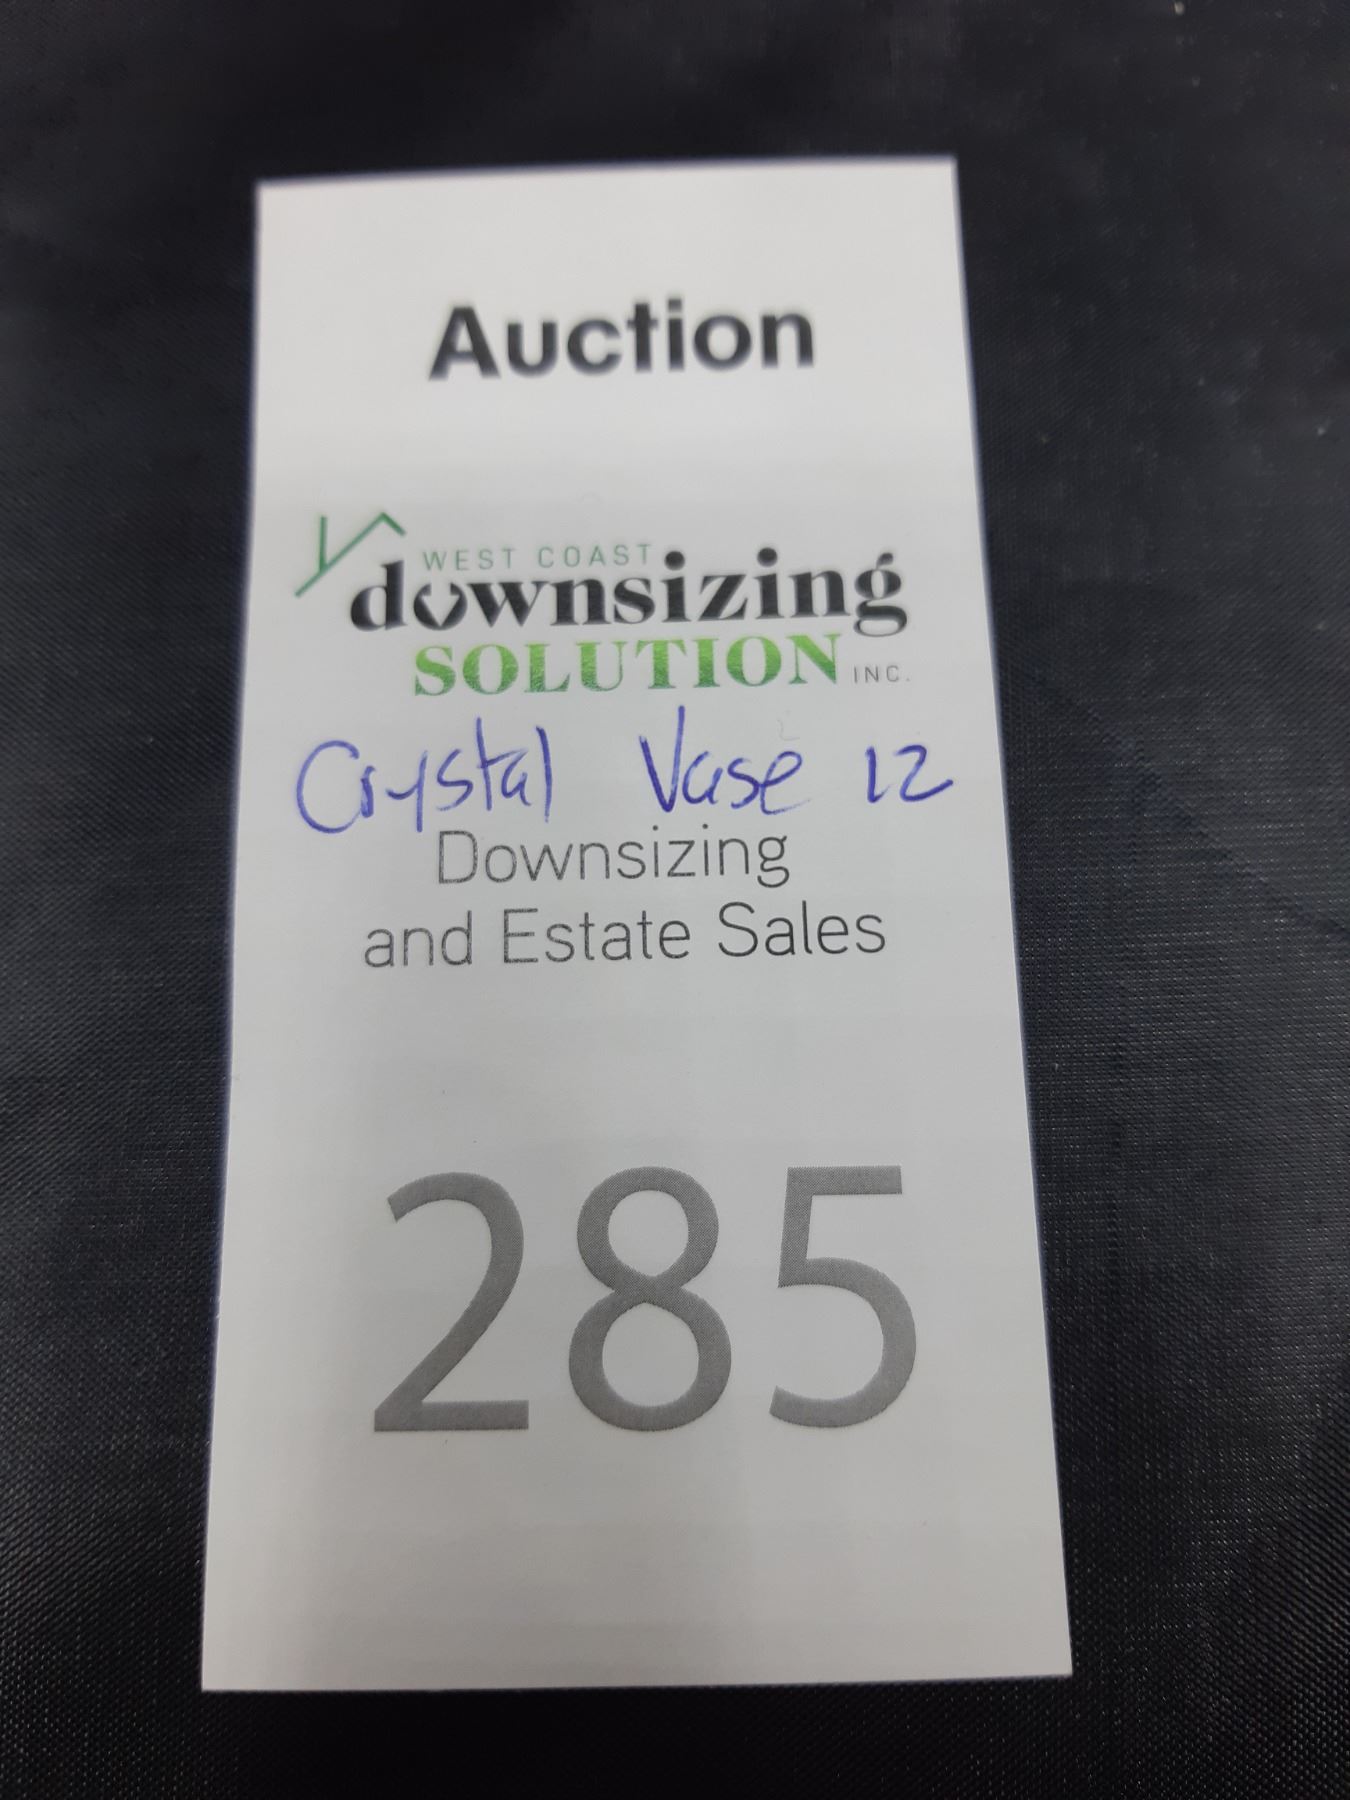 Auction
WEST COAST
downsizing
SOLUTION INC.
Crystal Vase 12
Downsizing
and Estate Sales
285